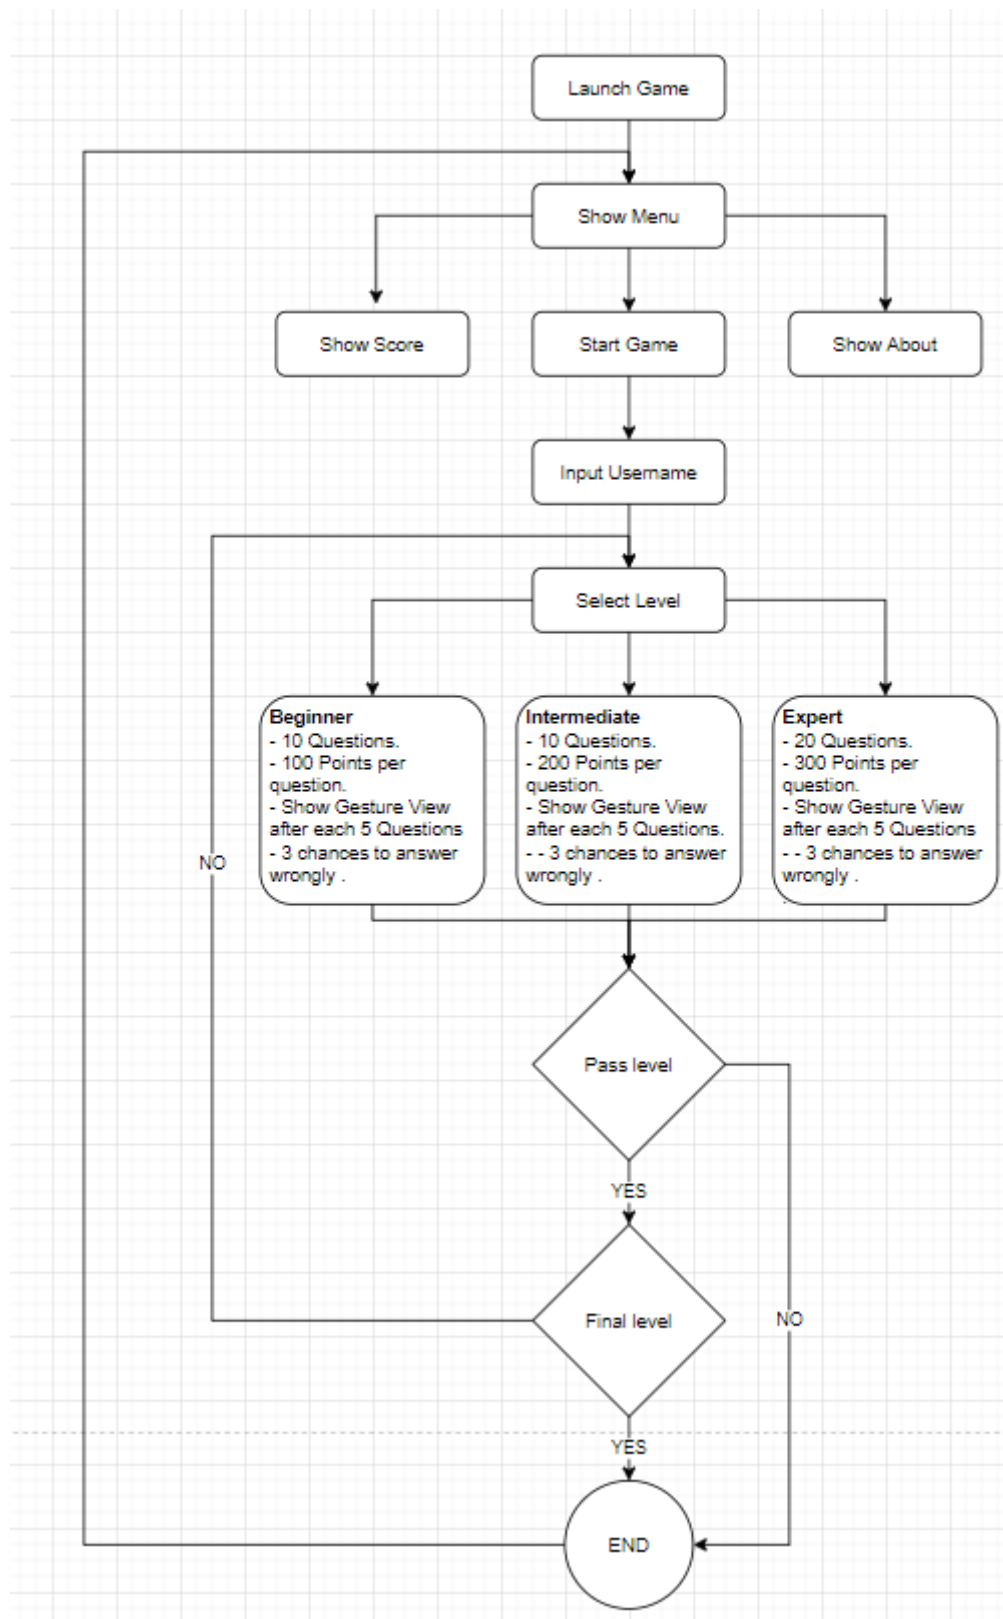 Launch Game
Show Menu
Show Score
Start Game
Show About
Input Username
Select Level
Beginner
- 10 Questions.
- 100 Points per
question.
- Show Gesture View
after each 5 Questions
- 3 chances to answer
wrongly .
Intermediate
- 10 Questions.
- 200 Points per
question.
- Show Gesture View
after each 5 Questions.
- - 3 chances to answer
wrongly .
Expert
- 20 Questions.
- 300 Points per
question.
- Show Gesture View
after each 5 Questions
- - 3 chances to answer
wrongly .
.
NO
Pass level
YES
Final level
NO
YES
END